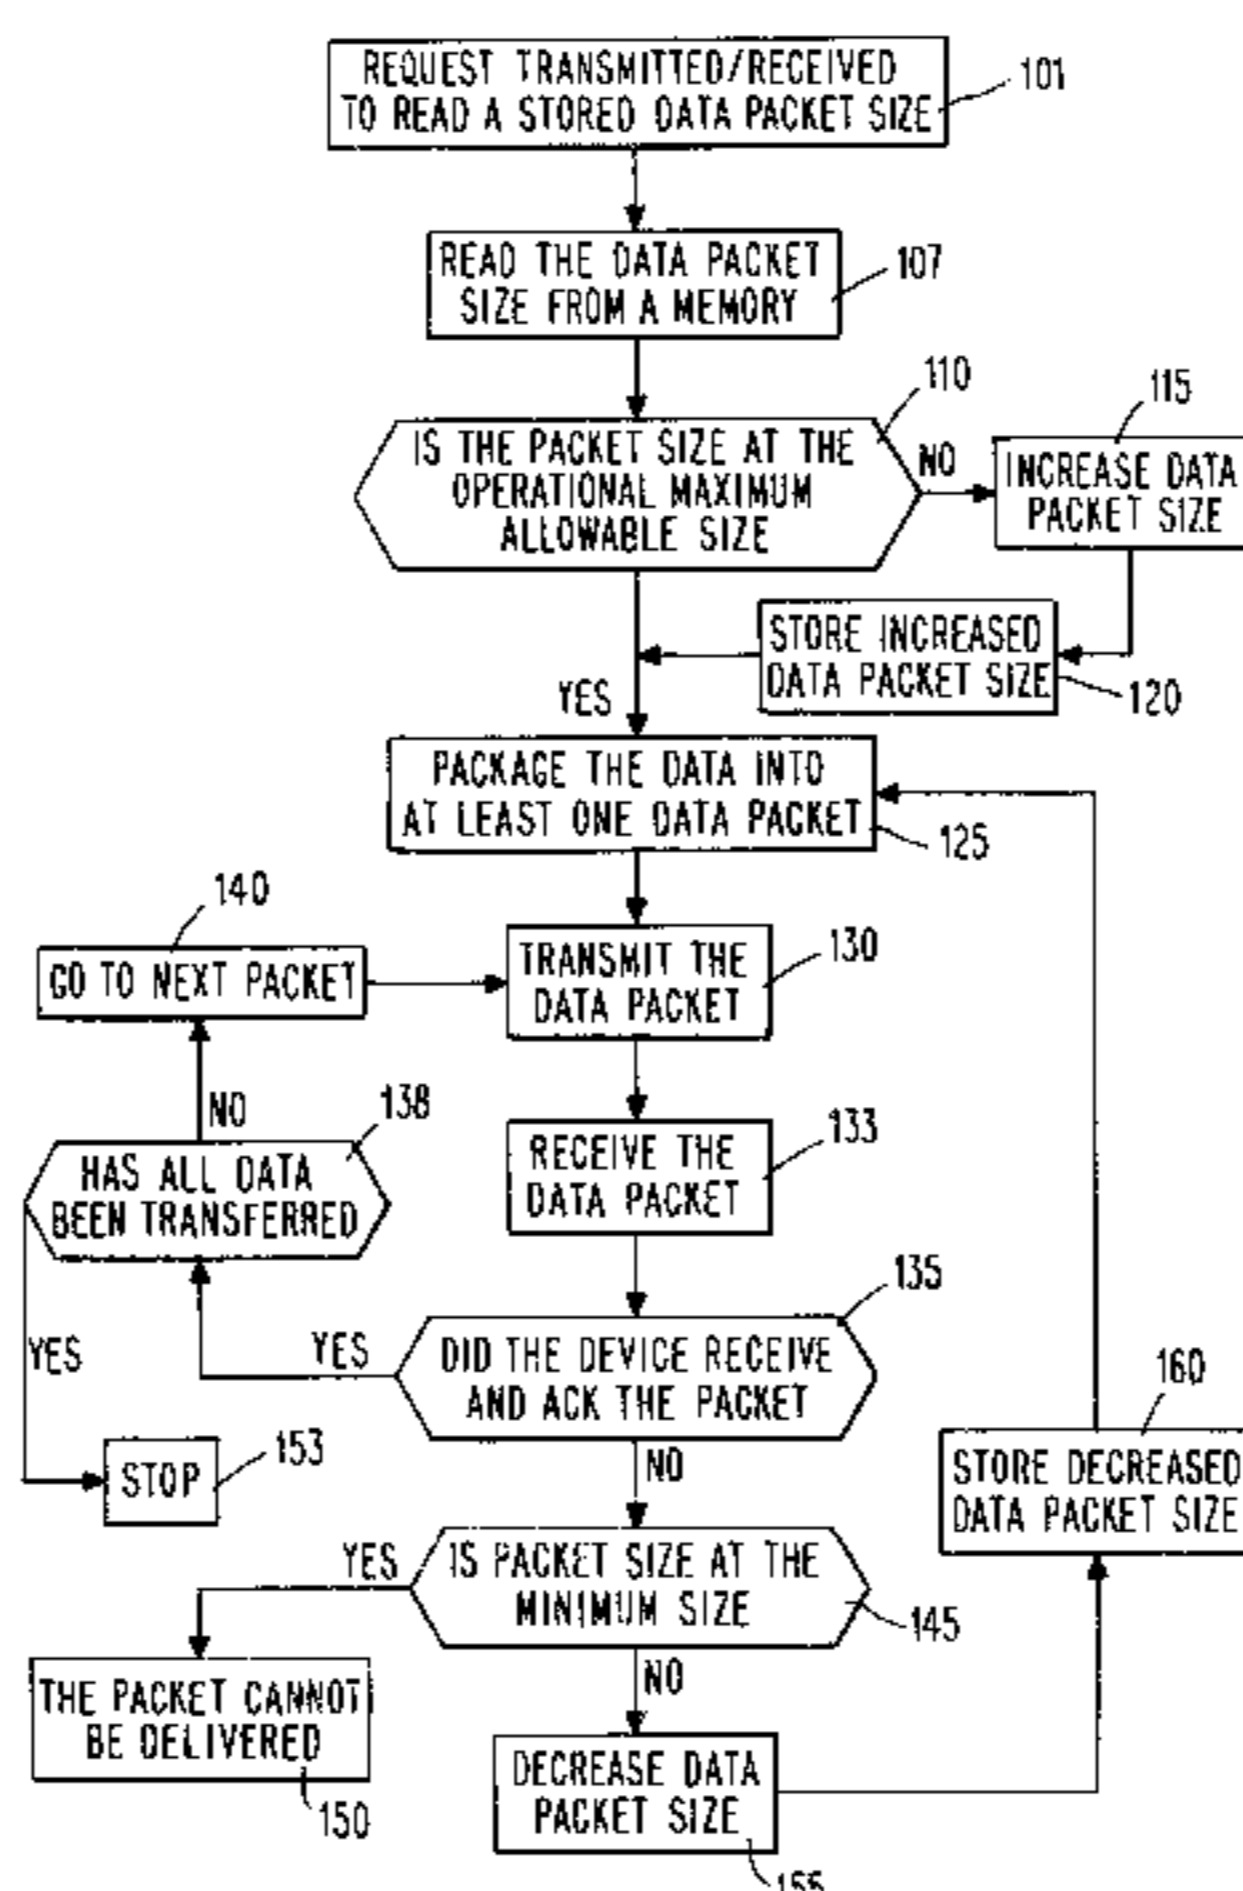 REQUEST TRANSMITTED/RECEIVED
TO READ A STORED DATA PACKET SIZE
101
READ THE DATA PACKET
SIZE FROM A MEMORY
107
110
IS THE PACKET SIZE AT THE
OPERATIONAL MAXIMUM
ALLOWABLE SIZE
NO
115
INCREASE DATA
PACKET SIZE
STORE INCREASED
DATA PACKET SIZE
120
YES
PACKAGE THE DATA INTO
AT LEAST ONE DATA PACKET
125
140
GO TO NEXT PACKET
TRANSMIT THE
DATA PACKET
130
NO
138
HAS ALL DATA
BEEN TRANSFERRED
RECEIVE THE
DATA PACKET
133
135
YES
YES
DID THE DEVICE RECEIVE
AND ACK THE PACKET
160
STOP
153
NO
STORE DECREASED
DATA PACKET SIZE
YES
IS PACKET SIZE AT THE
MINIMUM SIZE
145
THE PACKET CANNOT
BE DELIVERED
150
NO
DECREASE DATA
PACKET SIZE
155